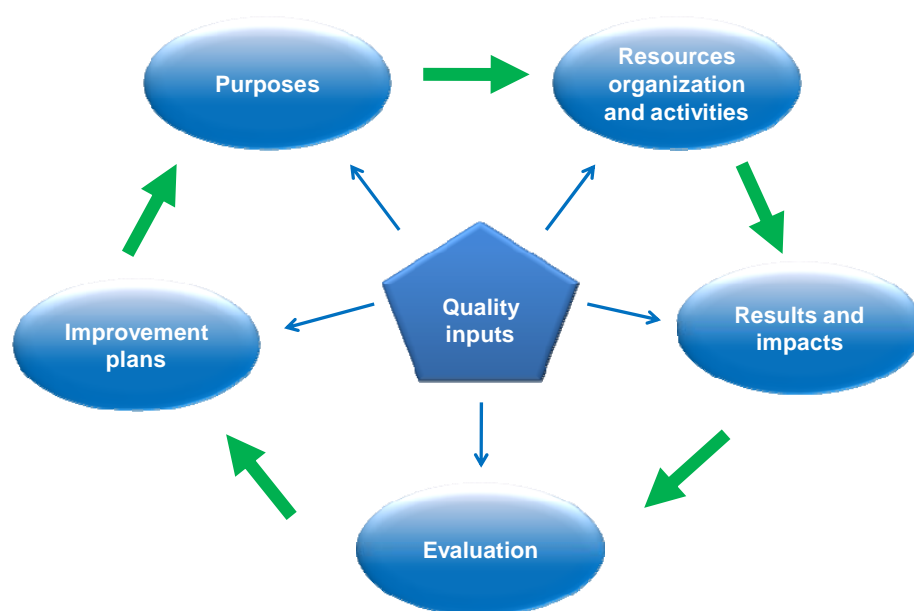 Purposes
Resources
organization
and activities
Quality
inputs
Improvement
plans
Results and
impacts
Evaluation